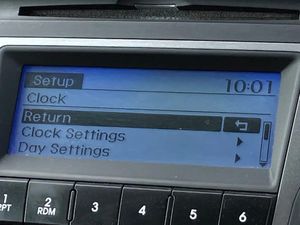 Setup 10:01
Clock
Return
Clock Settings
Day Settings
1 2 3 4 5 6
RPT RDM